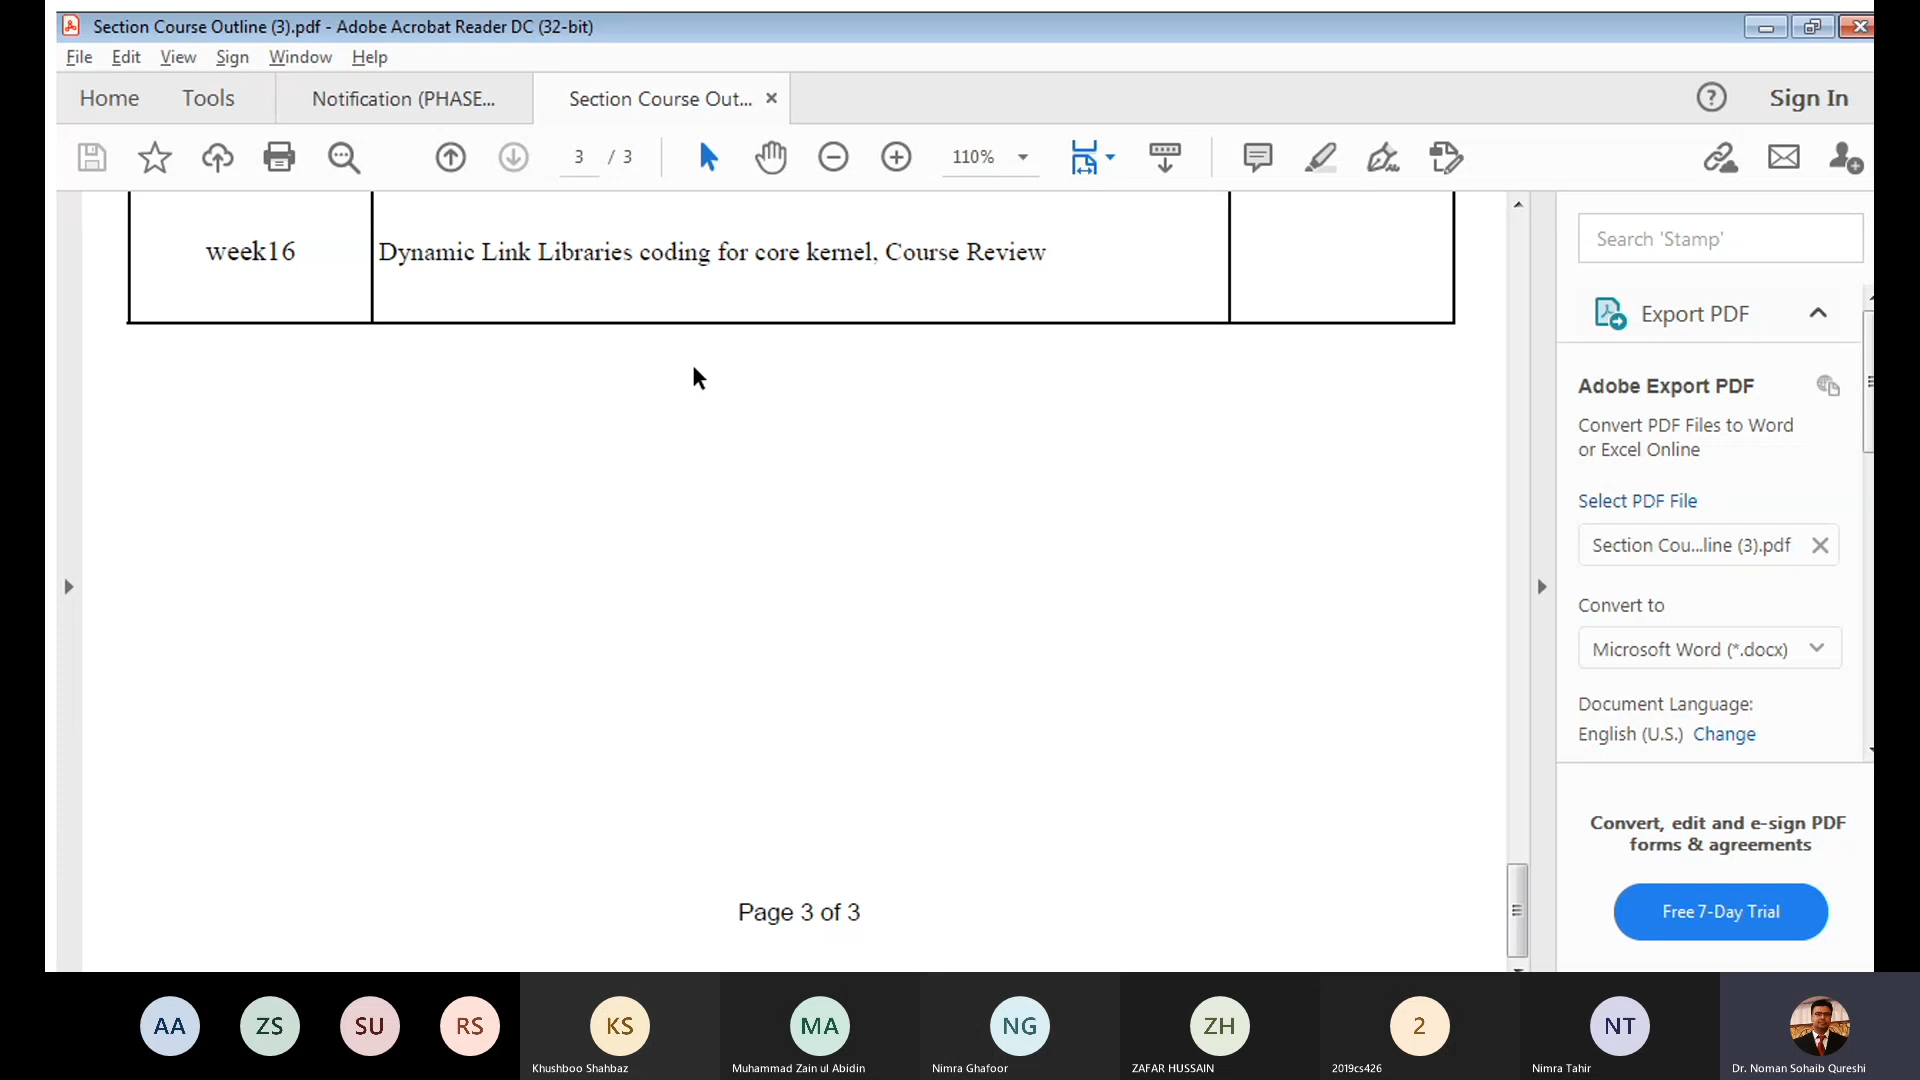 Section Course Outline (3).pdf - Adobe Acrobat Reader DC (32-bit)
File Edit View Sign Window Help
Home Tools Notification (PHASE... Section Course Out... Sign In
3 / 3 110%
week16 Dynamic Link Libraries coding for core kernel, Course Review
Page 3 of 3
Search 'Stamp'
Export PDF
Adobe Export PDF
Convert PDF Files to Word
or Excel Online
Select PDF File
Section Cou...line (3).pdf
Convert to
Microsoft Word (*.docx)
Document Language:
English (U.S.) Change
Convert, edit and e-sign PDF
forms & agreements
Free 7-Day Trial
AA ZS SU RS KS MA NG ZH 2 NT
Khushboo Shahbaz Muhammad Zain ul Abidin Nimra Ghafoor ZAFAR HUSSAIN 2019cs426 Nimra Tahir Dr. Noman Sohaib Qureshi